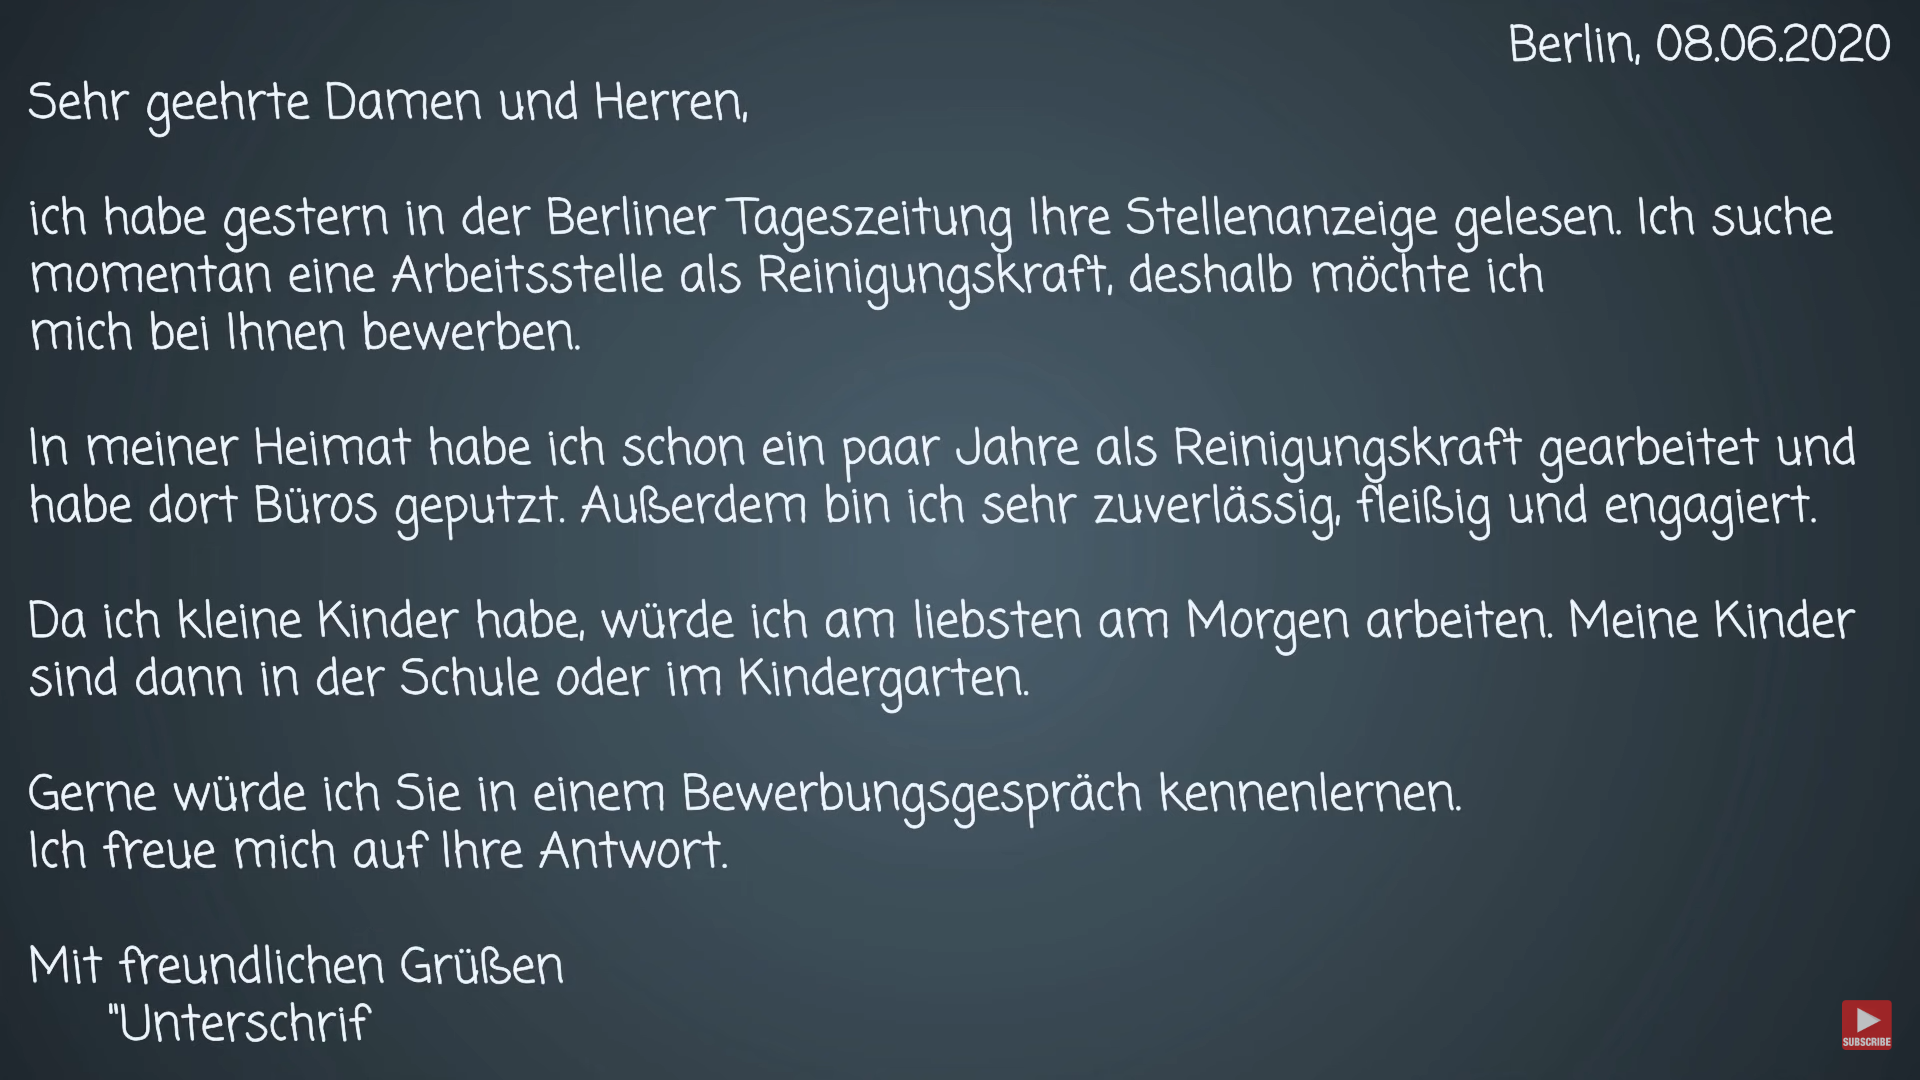 Berlin, 08.06.2020
Sehr geehrte Damen und Herren,
ich habe gestern in der Berliner Tageszeitung Ihre Stellenanzeige gelesen. Ich suche
momentan eine Arbeitsstelle als Reinigungskraft, deshalb möchte ich
mich bei Ihnen bewerben.
In meiner Heimat habe ich schon ein paar Jahre als Reinigungskraft gearbeitet und
habe dort Büros geputzt. Außerdem bin ich sehr zuverlässig, fleißig und engagiert.
Da ich kleine Kinder habe, würde ich am liebsten am Morgen arbeiten. Meine Kinder
sind dann in der Schule oder im Kindergarten.
Gerne würde ich Sie in einem Bewerbungsgespräch kennenlernen.
Ich freue mich auf Ihre Antwort.
Mit freundlichen Grüßen
"Unterschrif
SUBSCRIBE